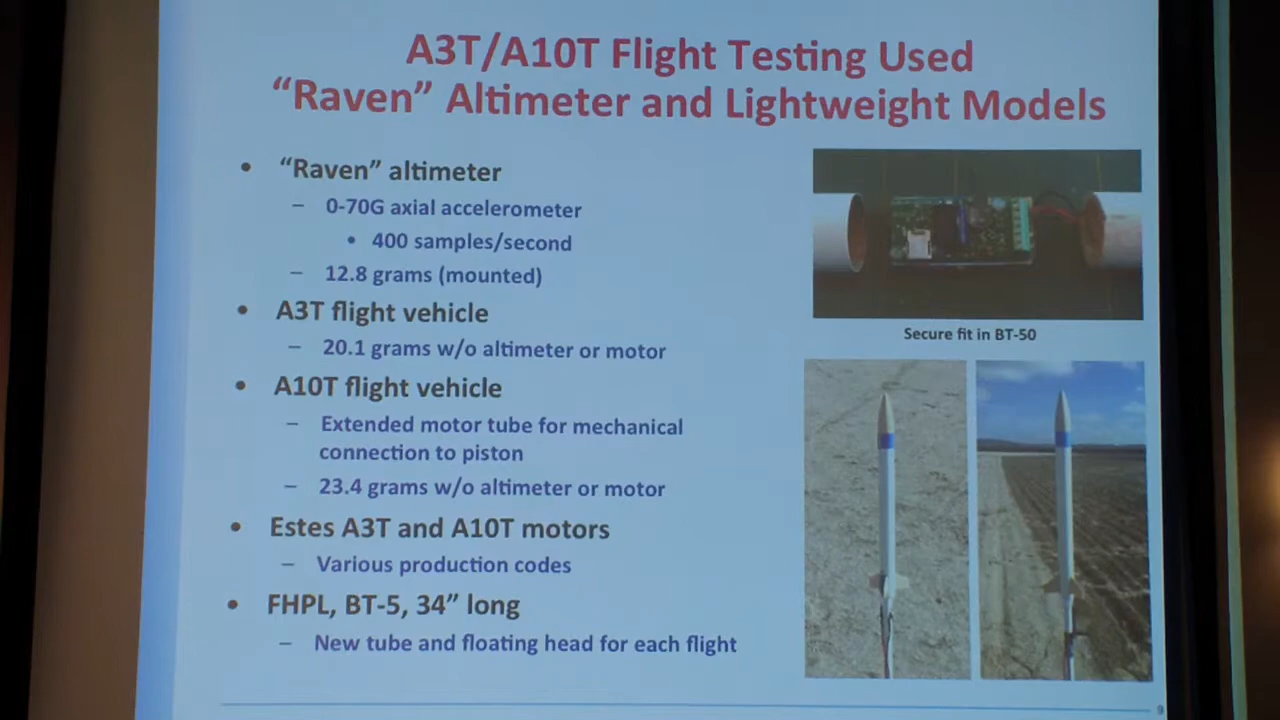 A3T/A10T Flight Testing Used
“Raven” Altimeter and Lightweight Models
• “Raven” altimeter
– 0-70G axial accelerometer
• 400 samples/second
– 12.8 grams (mounted)
• A3T flight vehicle
– 20.1 grams w/o altimeter or motor
• A10T flight vehicle
– Extended motor tube for mechanical
connection to piston
– 23.4 grams w/o altimeter or motor
• Estes A3T and A10T motors
– Various production codes
• FHPL, BT-5, 34” long
– New tube and floating head for each flight
Secure fit in BT-50
9